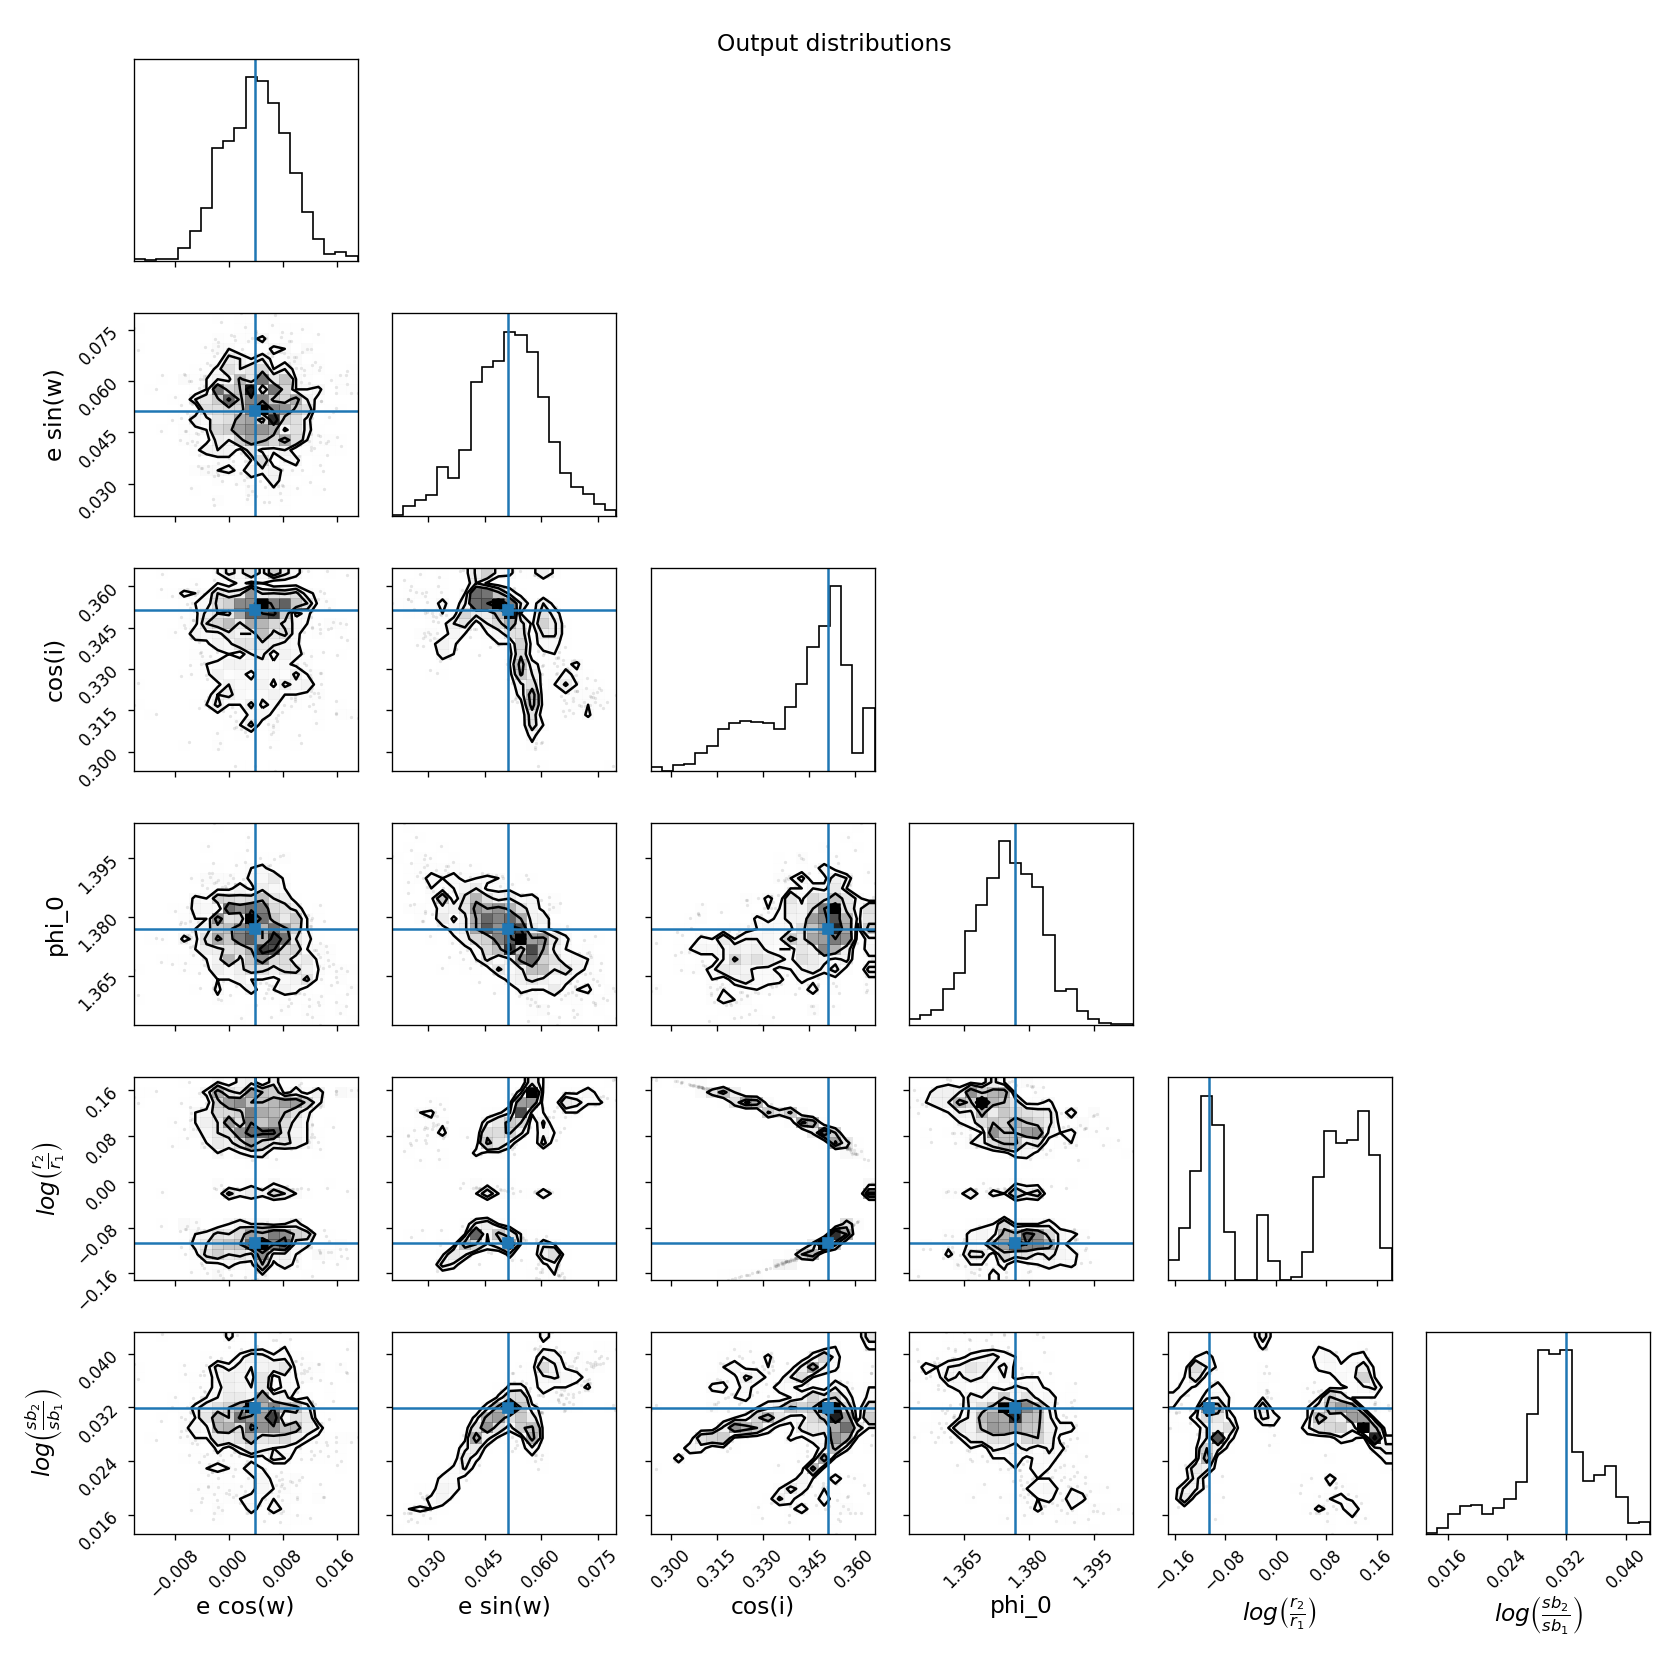 Output distributions
e sin(w)
0.075
0.060
0.045
0.030
cos(i)
0.360
0.345
0.330
0.315
0.300
phi_0
1.395
1.380
1.365
log(r2/r1)
0.16
0.08
0.00
−0.08
−0.16
log(sb2/sb1)
0.040
0.032
0.024
0.016
−0.008 0.000 0.008 0.016
0.030 0.045 0.060 0.075
0.300 0.315 0.330 0.345 0.360
1.365 1.380 1.395
−0.16 −0.08 0.00 0.08 0.16
0.016 0.024 0.032 0.040
e cos(w)
e sin(w)
cos(i)
phi_0
log(r2/r1)
log(sb2/sb1)